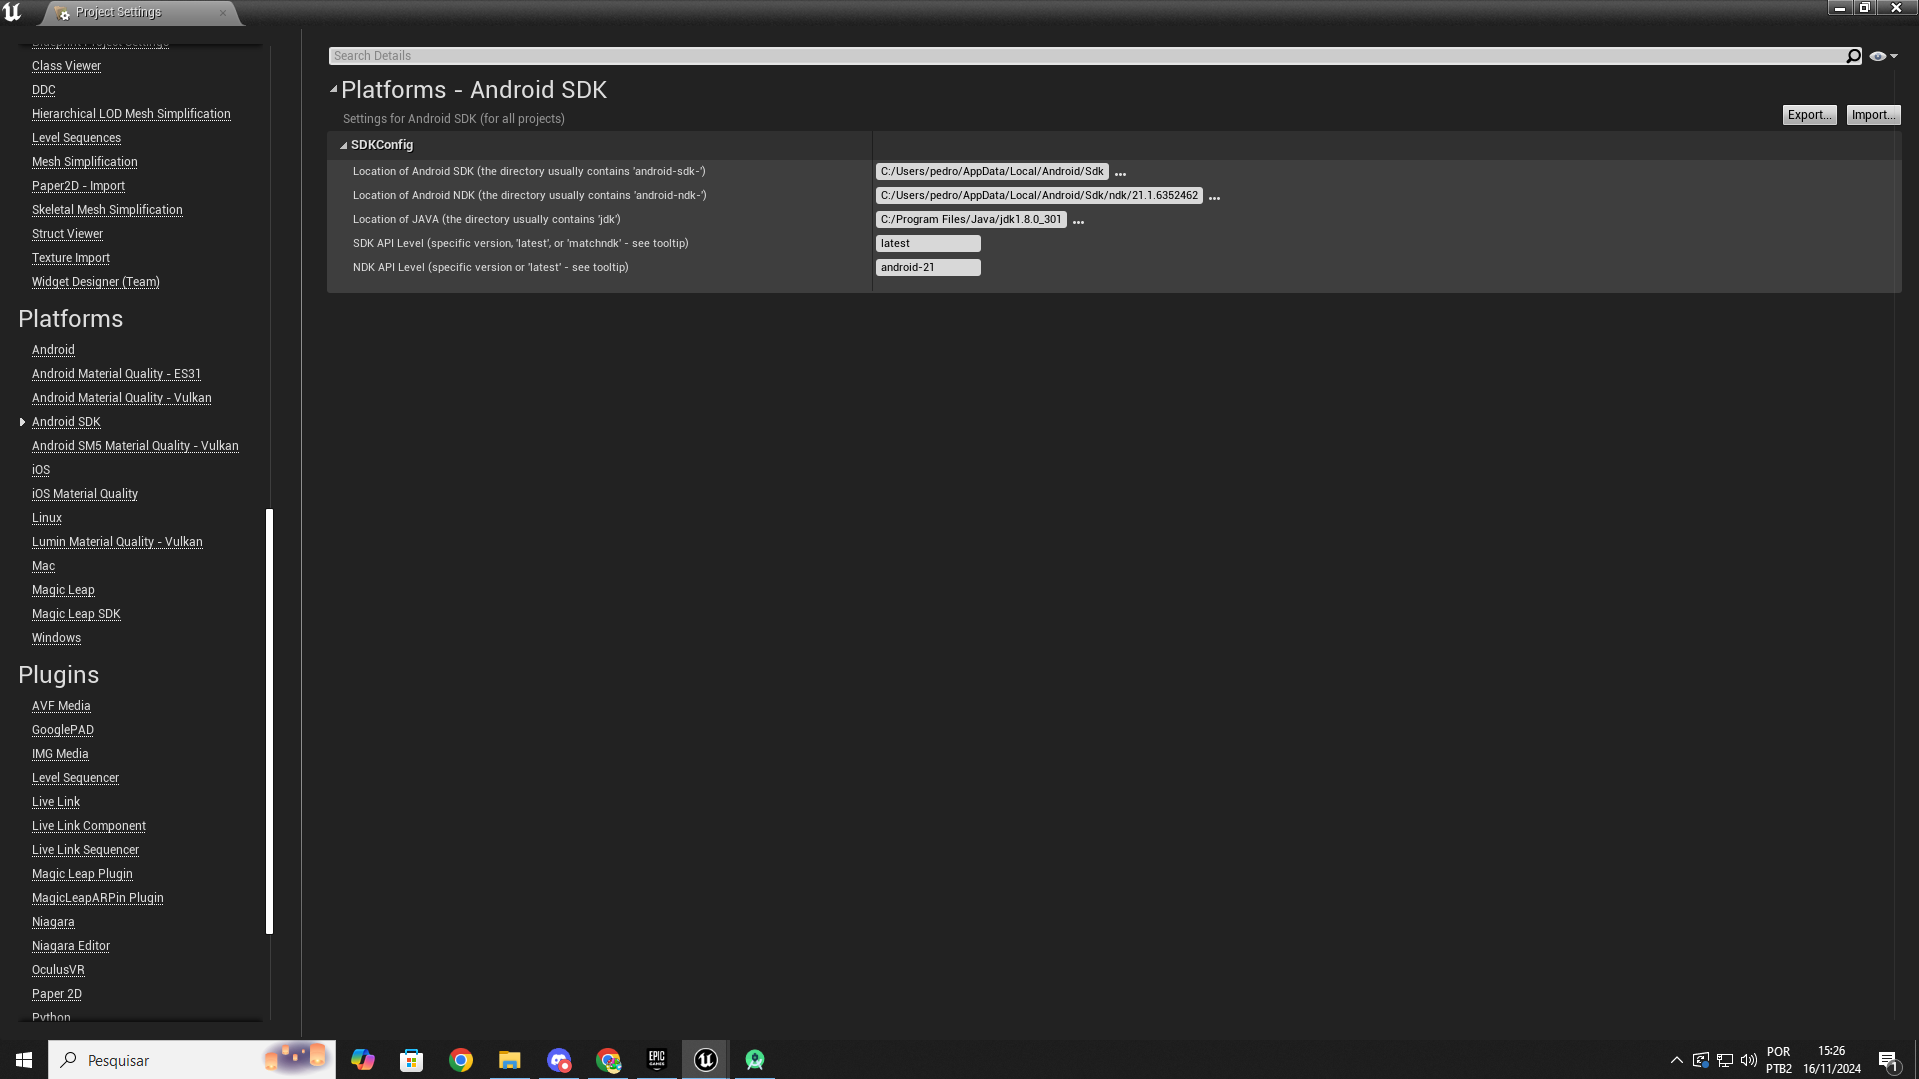 Project Settings
Blueprint Project Settings
Class Viewer
DDC
Hierarchical LOD Mesh Simplification
Level Sequences
Mesh Simplification
Paper2D - Import
Skeletal Mesh Simplification
Struct Viewer
Texture Import
Widget Designer (Team)
Platforms
Android
Android Material Quality - ES31
Android Material Quality - Vulkan
Android SDK
Android SM5 Material Quality - Vulkan
iOS
iOS Material Quality
Linux
Lumin Material Quality - Vulkan
Mac
Magic Leap
Magic Leap SDK
Windows
Plugins
AVF Media
GooglePAD
IMG Media
Level Sequencer
Live Link
Live Link Component
Live Link Sequencer
Magic Leap Plugin
MagicLeapARPin Plugin
Niagara
Niagara Editor
OculusVR
Paper 2D
Python
Search Details
Platforms - Android SDK
Settings for Android SDK (for all projects)
Export... Import...
SDKConfig
Location of Android SDK (the directory usually contains 'android-sdk-') C:/Users/pedro/AppData/Local/Android/Sdk ...
Location of Android NDK (the directory usually contains 'android-ndk-') C:/Users/pedro/AppData/Local/Android/Sdk/ndk/21.1.6352462 ...
Location of JAVA (the directory usually contains 'jdk') C:/Program Files/Java/jdk1.8.0_301 ...
SDK API Level (specific version, 'latest', or 'matchndk' - see tooltip) latest
NDK API Level (specific version or 'latest' - see tooltip) android-21
Pesquisar
EPIC GAMES
POR 15:26
PTB2 16/11/2024
1